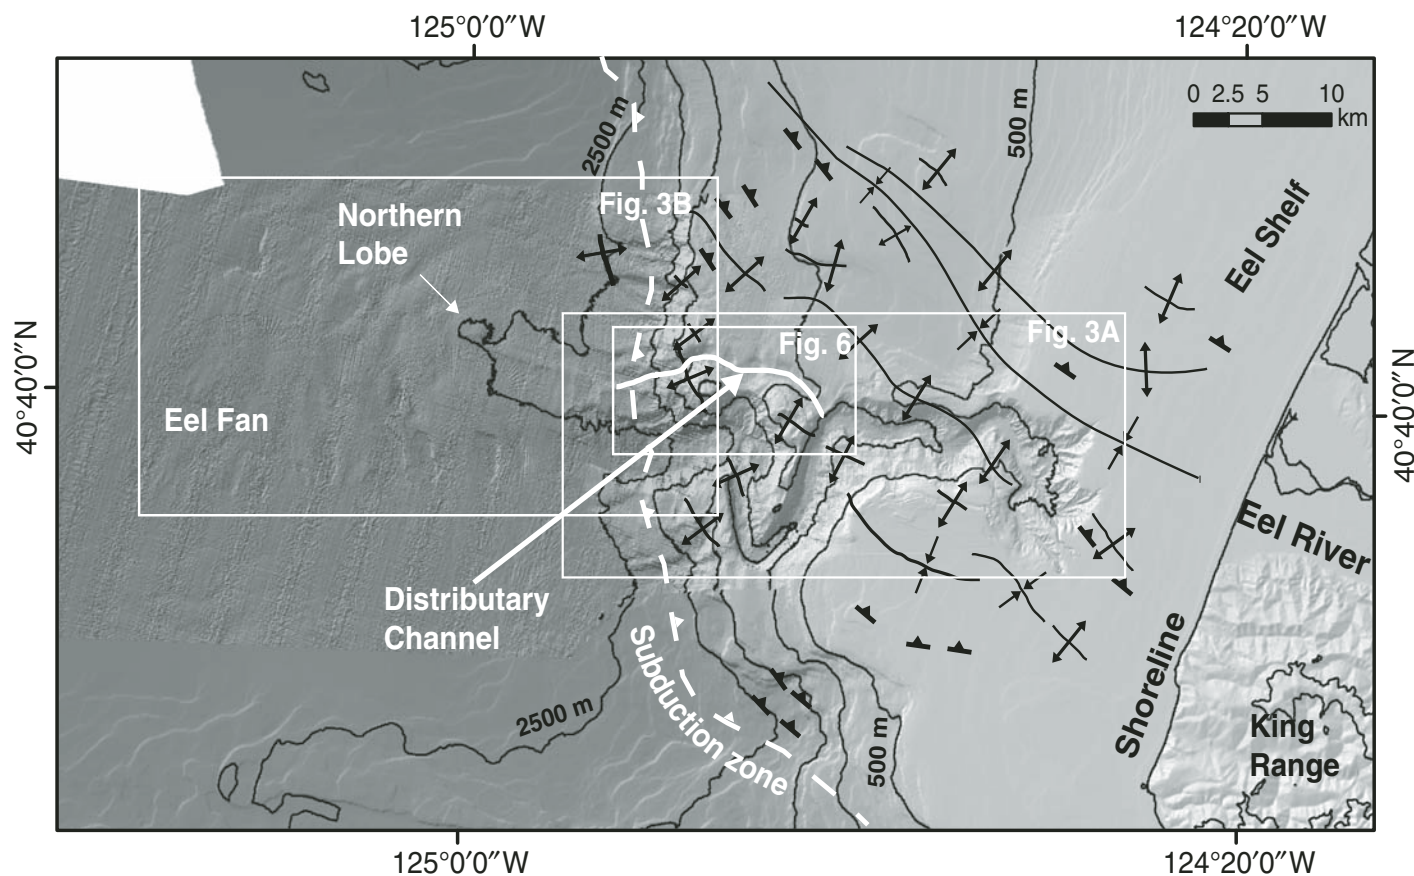 125°0′0″W
124°20′0″W
0 2.5 5 10
km
2500 m
500 m
Fig. 3B
Northern
Lobe
Eel Shelf
Fig. 3A
Fig. 6
40°40′0″N
40°40′0″N
Eel Fan
Eel River
Distributary
Channel
Subduction zone
Shoreline
2500 m
500 m
King
Range
125°0′0″W
124°20′0″W